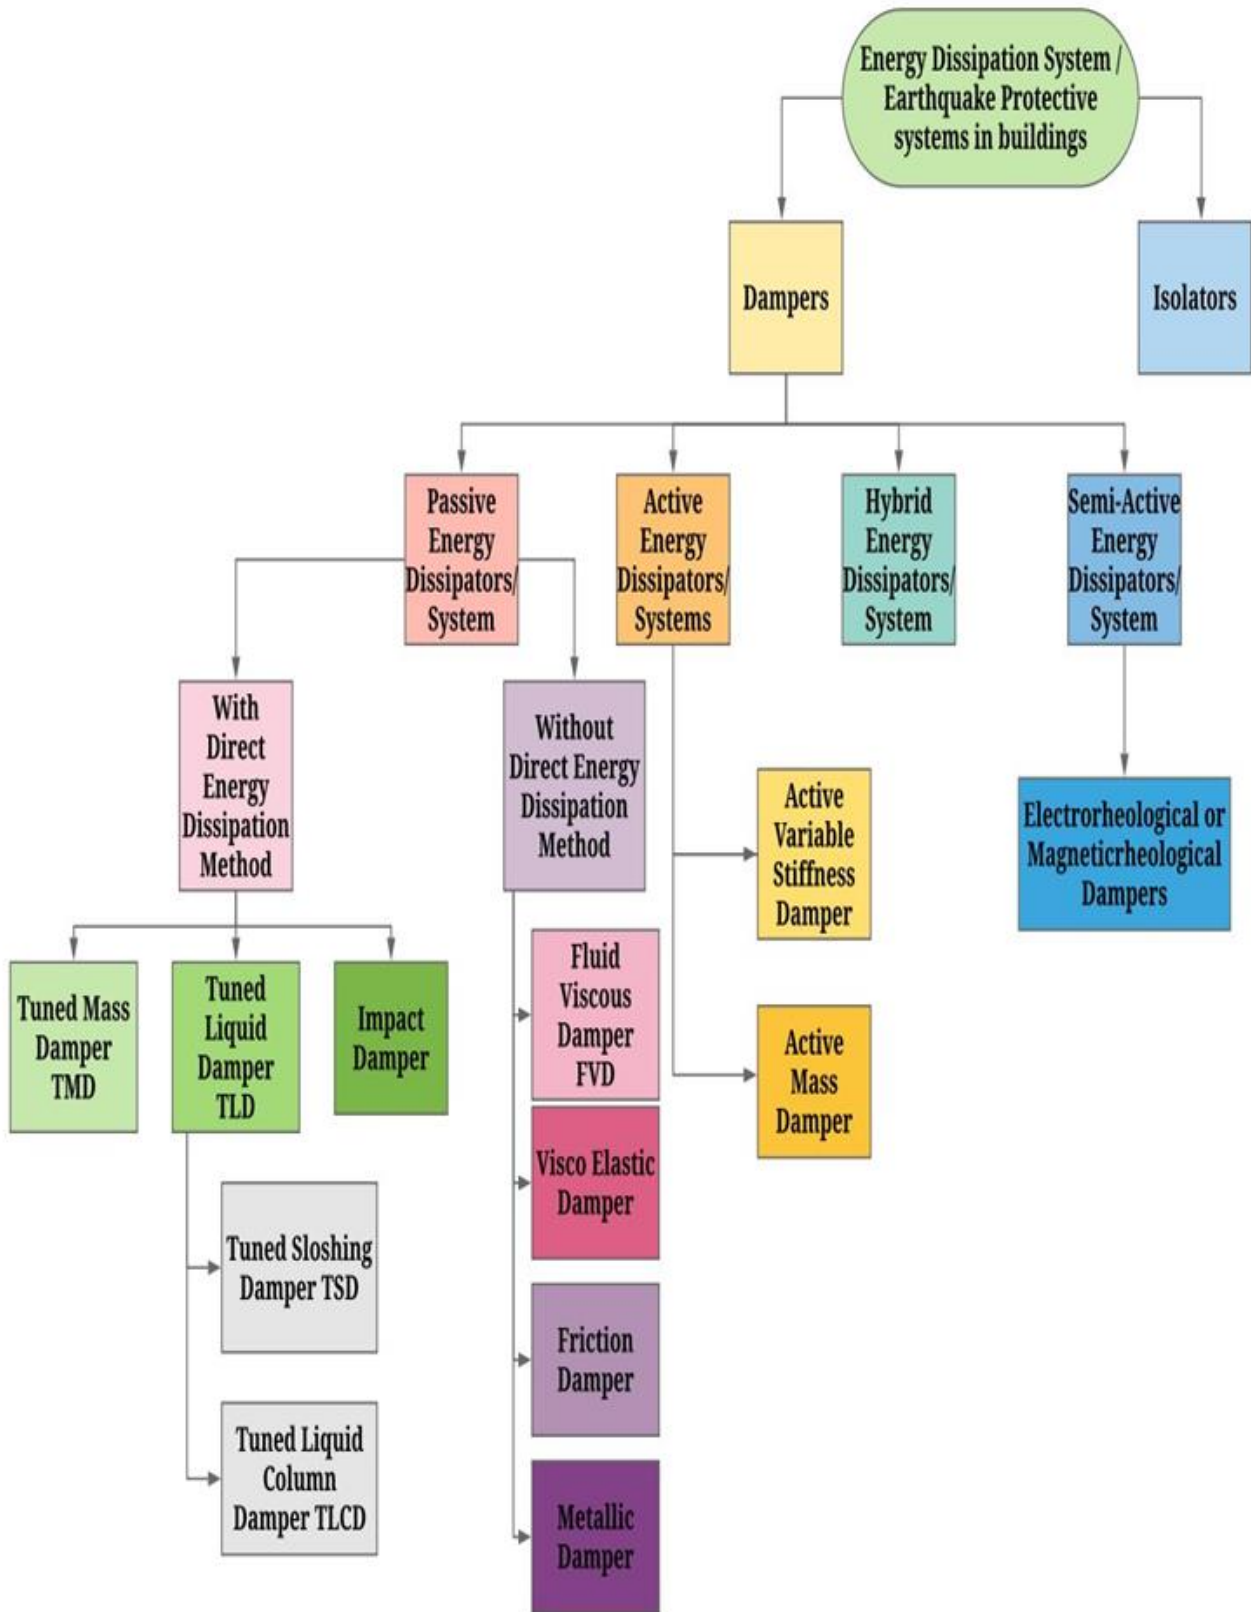 Energy Dissipation System /
Earthquake Protective
systems in buildings
Dampers
Isolators
Passive
Energy
Dissipators/
System
Active
Energy
Dissipators/
Systems
Hybrid
Energy
Dissipators/
System
Semi-Active
Energy
Dissipators/
System
With
Direct
Energy
Dissipation
Method
Without
Direct Energy
Dissipation
Method
Active
Variable
Stiffness
Damper
Electrorheological or
Magneticrheological
Dampers
Tuned Mass
Damper
TMD
Tuned
Liquid
Damper
TLD
Impact
Damper
Fluid
Viscous
Damper
FVD
Active
Mass
Damper
Visco Elastic
Damper
Tuned Sloshing
Damper TSD
Friction
Damper
Tuned Liquid
Column
Damper TLCD
Metallic
Damper